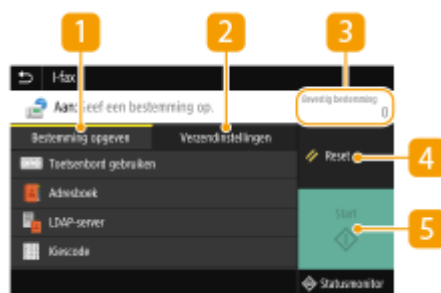 1
2
3
I-fax
Aan: Geef een bestemming op.
Bevestig bestemming
0
Bestemming opgeven
Verzendinstellingen
Reset
4
Toetsenbord gebruiken
Adresboek
LDAP-server
Kiescode
Start
5
Statusmonitor